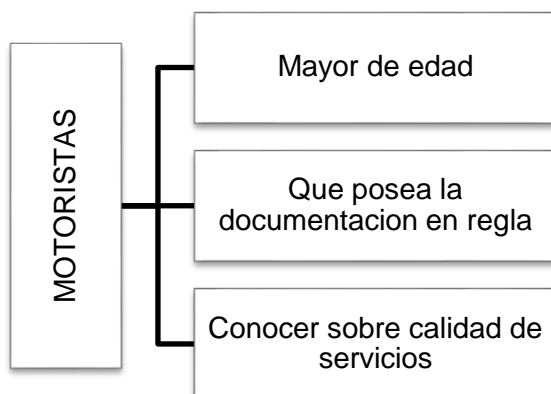 MOTORISTAS
Mayor de edad
Que posea la
documentacion en regla
Conocer sobre calidad de
servicios